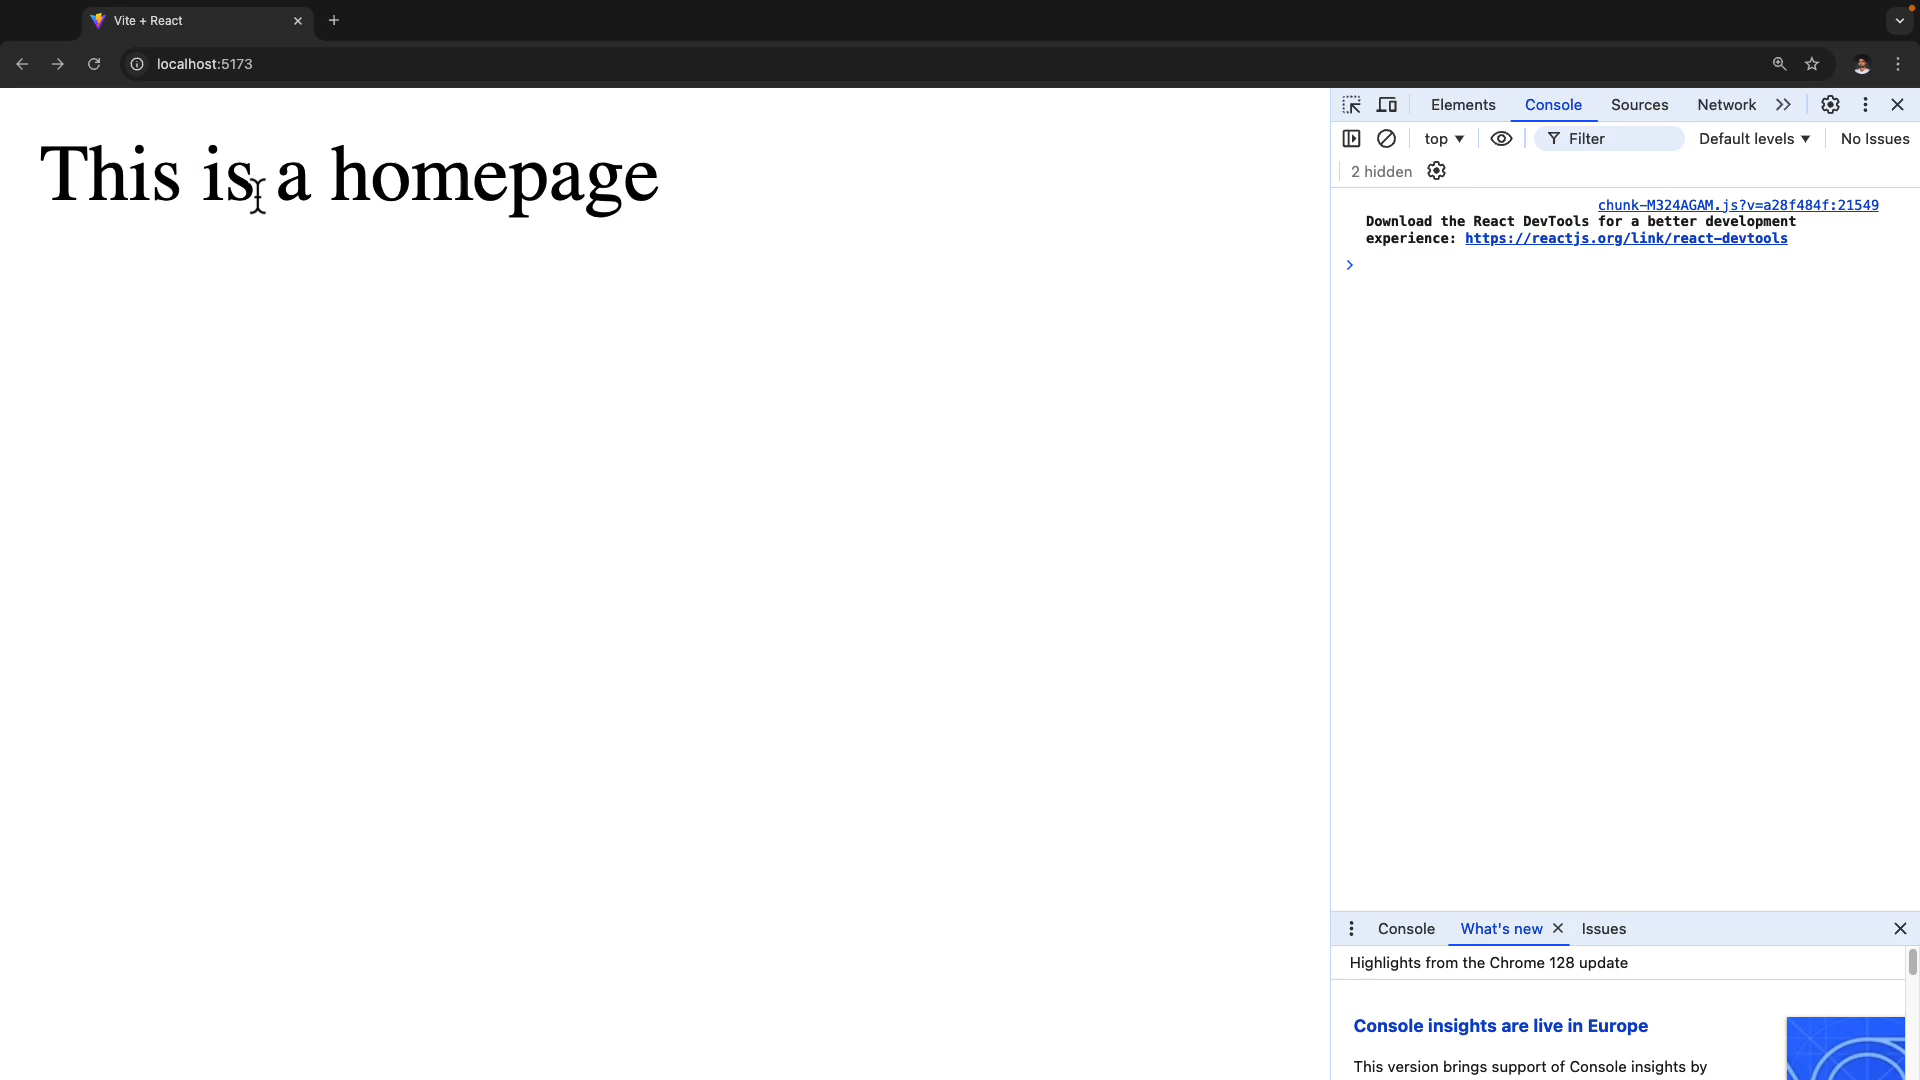 Vite + React
localhost:5173
This is a homepage
Elements Console Sources Network
top Filter Default levels No Issues
2 hidden
chunk-M324AGAM.js?v=a28f484f:21549
Download the React DevTools for a better development
experience: https://reactjs.org/link/react-devtools
Console What's new Issues
Highlights from the Chrome 128 update
Console insights are live in Europe
This version brings support of Console insights by